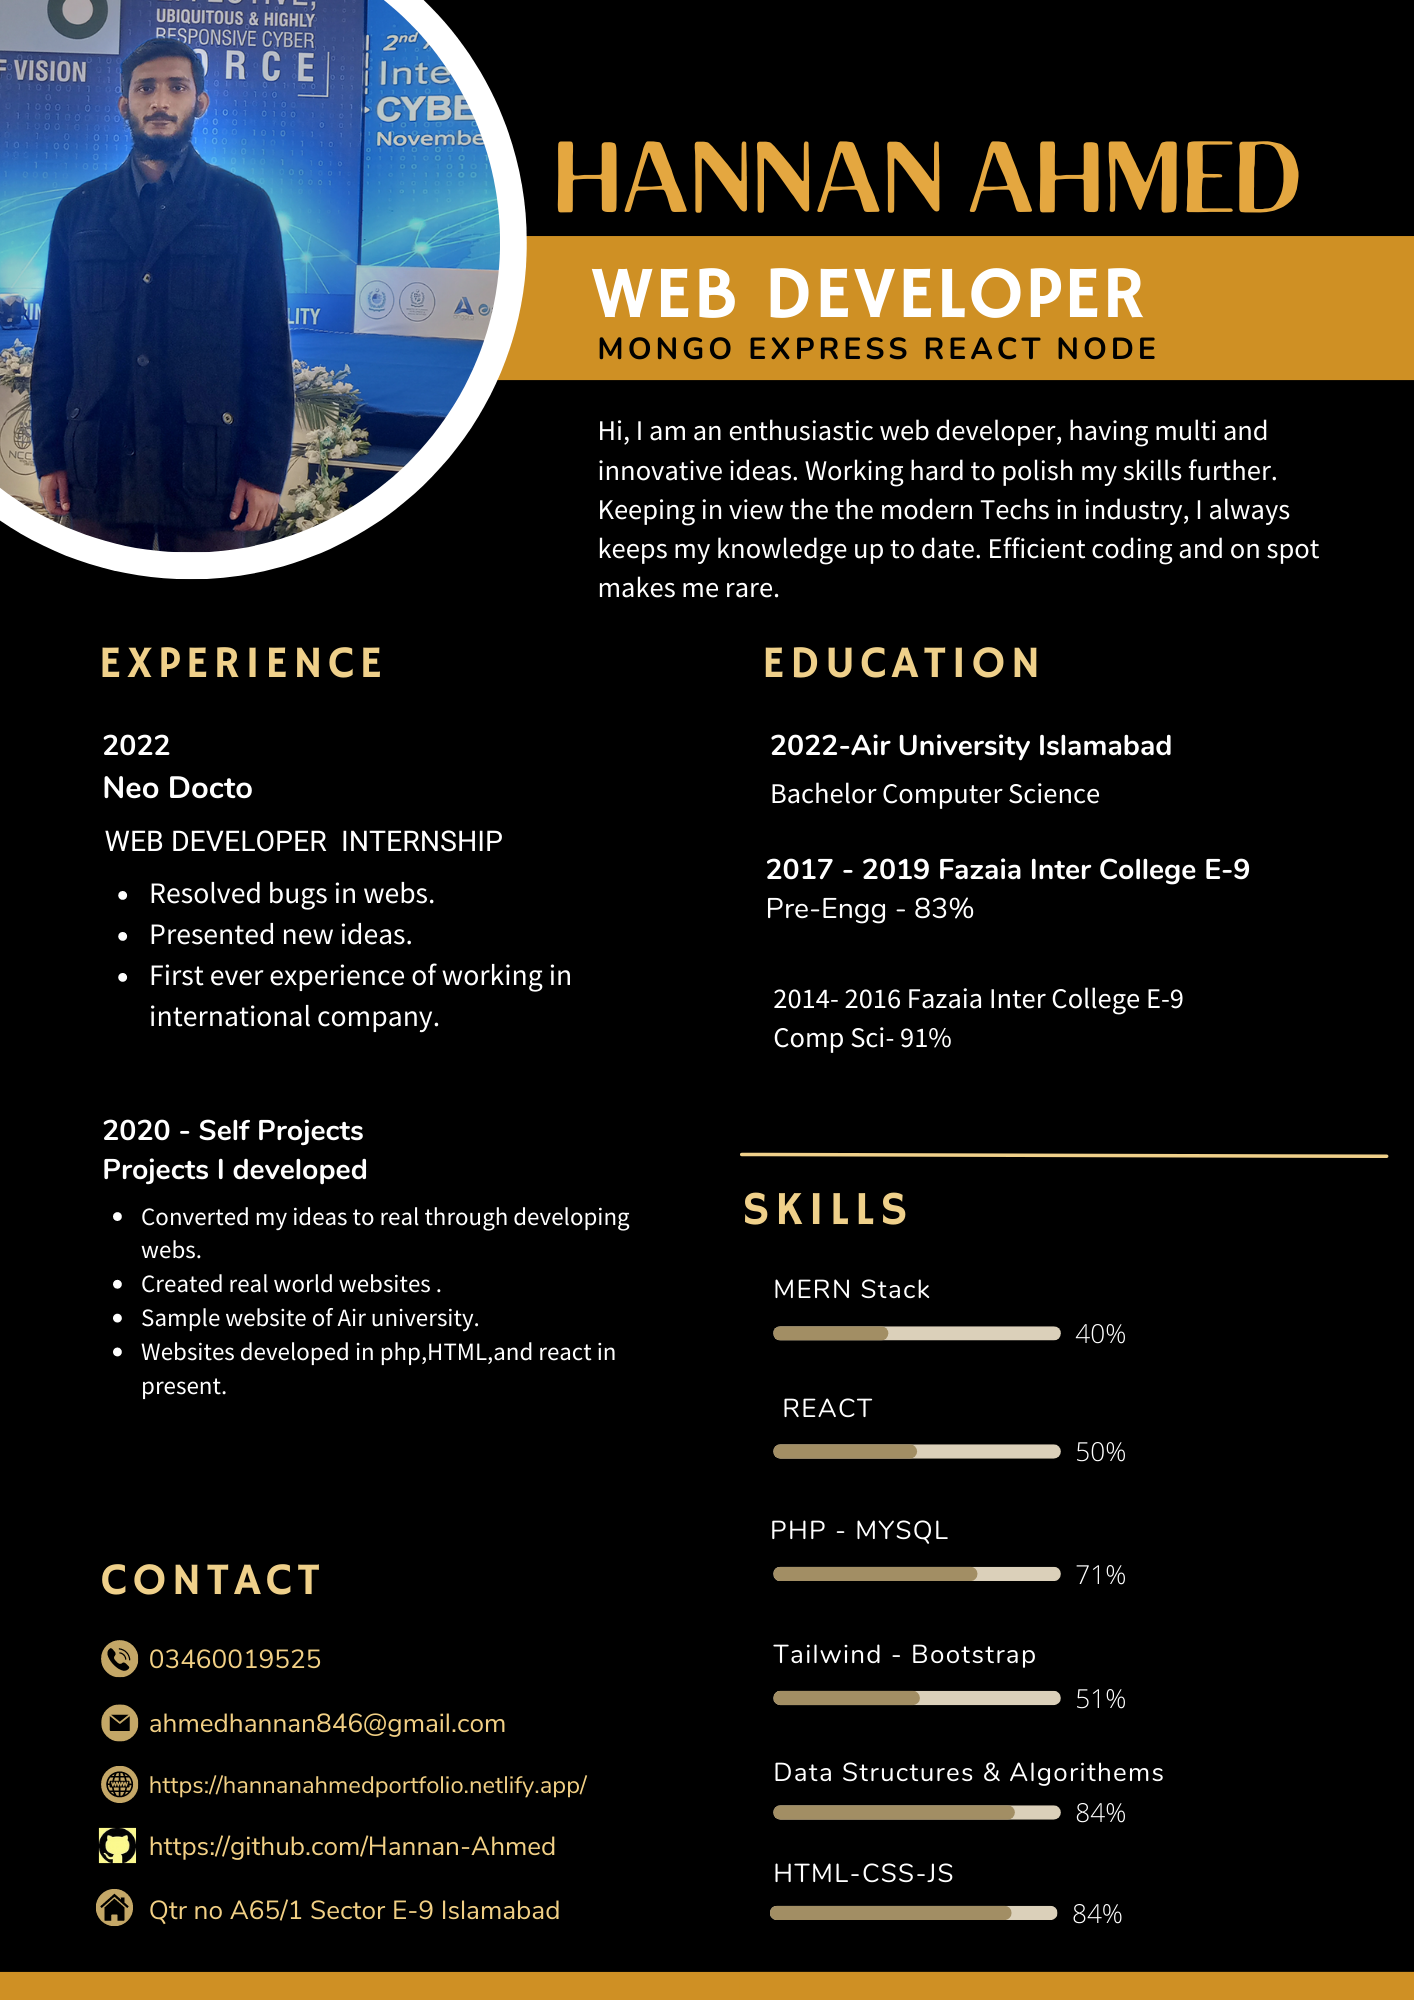 UBIQUITOUS & HIGHLY
RESPONSIVE CYBER
F VISION
2nd
Inte
CYBE
Novembe
LITY
HANNAN AHMED
WEB DEVELOPER
MONGO EXPRESS REACT NODE
Hi, I am an enthusiastic web developer, having multi and
innovative ideas. Working hard to polish my skills further.
Keeping in view the the modern Techs in industry, I always
keeps my knowledge up to date. Efficient coding and on spot
makes me rare.
EXPERIENCE
2022
Neo Docto
WEB DEVELOPER  INTERNSHIP
• Resolved bugs in webs.
• Presented new ideas.
• First ever experience of working in
international company.
2020 - Self Projects
Projects I developed
• Converted my ideas to real through developing
webs.
• Created real world websites .
• Sample website of Air university.
• Websites developed in php,HTML,and react in
present.
CONTACT
03460019525
ahmedhannan846@gmail.com
https://hannanahmedportfolio.netlify.app/
https://github.com/Hannan-Ahmed
Qtr no A65/1 Sector E-9 Islamabad
EDUCATION
2022-Air University Islamabad
Bachelor Computer Science
2017 - 2019 Fazaia Inter College E-9
Pre-Engg - 83%
2014- 2016 Fazaia Inter College E-9
Comp Sci- 91%
SKILLS
MERN Stack
40%
REACT
50%
PHP - MYSQL
71%
Tailwind - Bootstrap
51%
Data Structures & Algorithems
84%
HTML-CSS-JS
84%